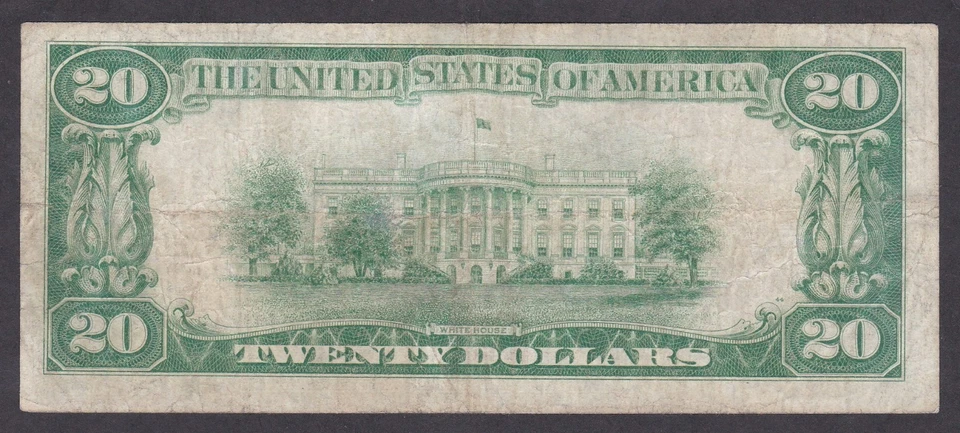 20 THE UNITED STATES OF AMERICA 20
WHITE HOUSE
20 TWENTY DOLLARS 20